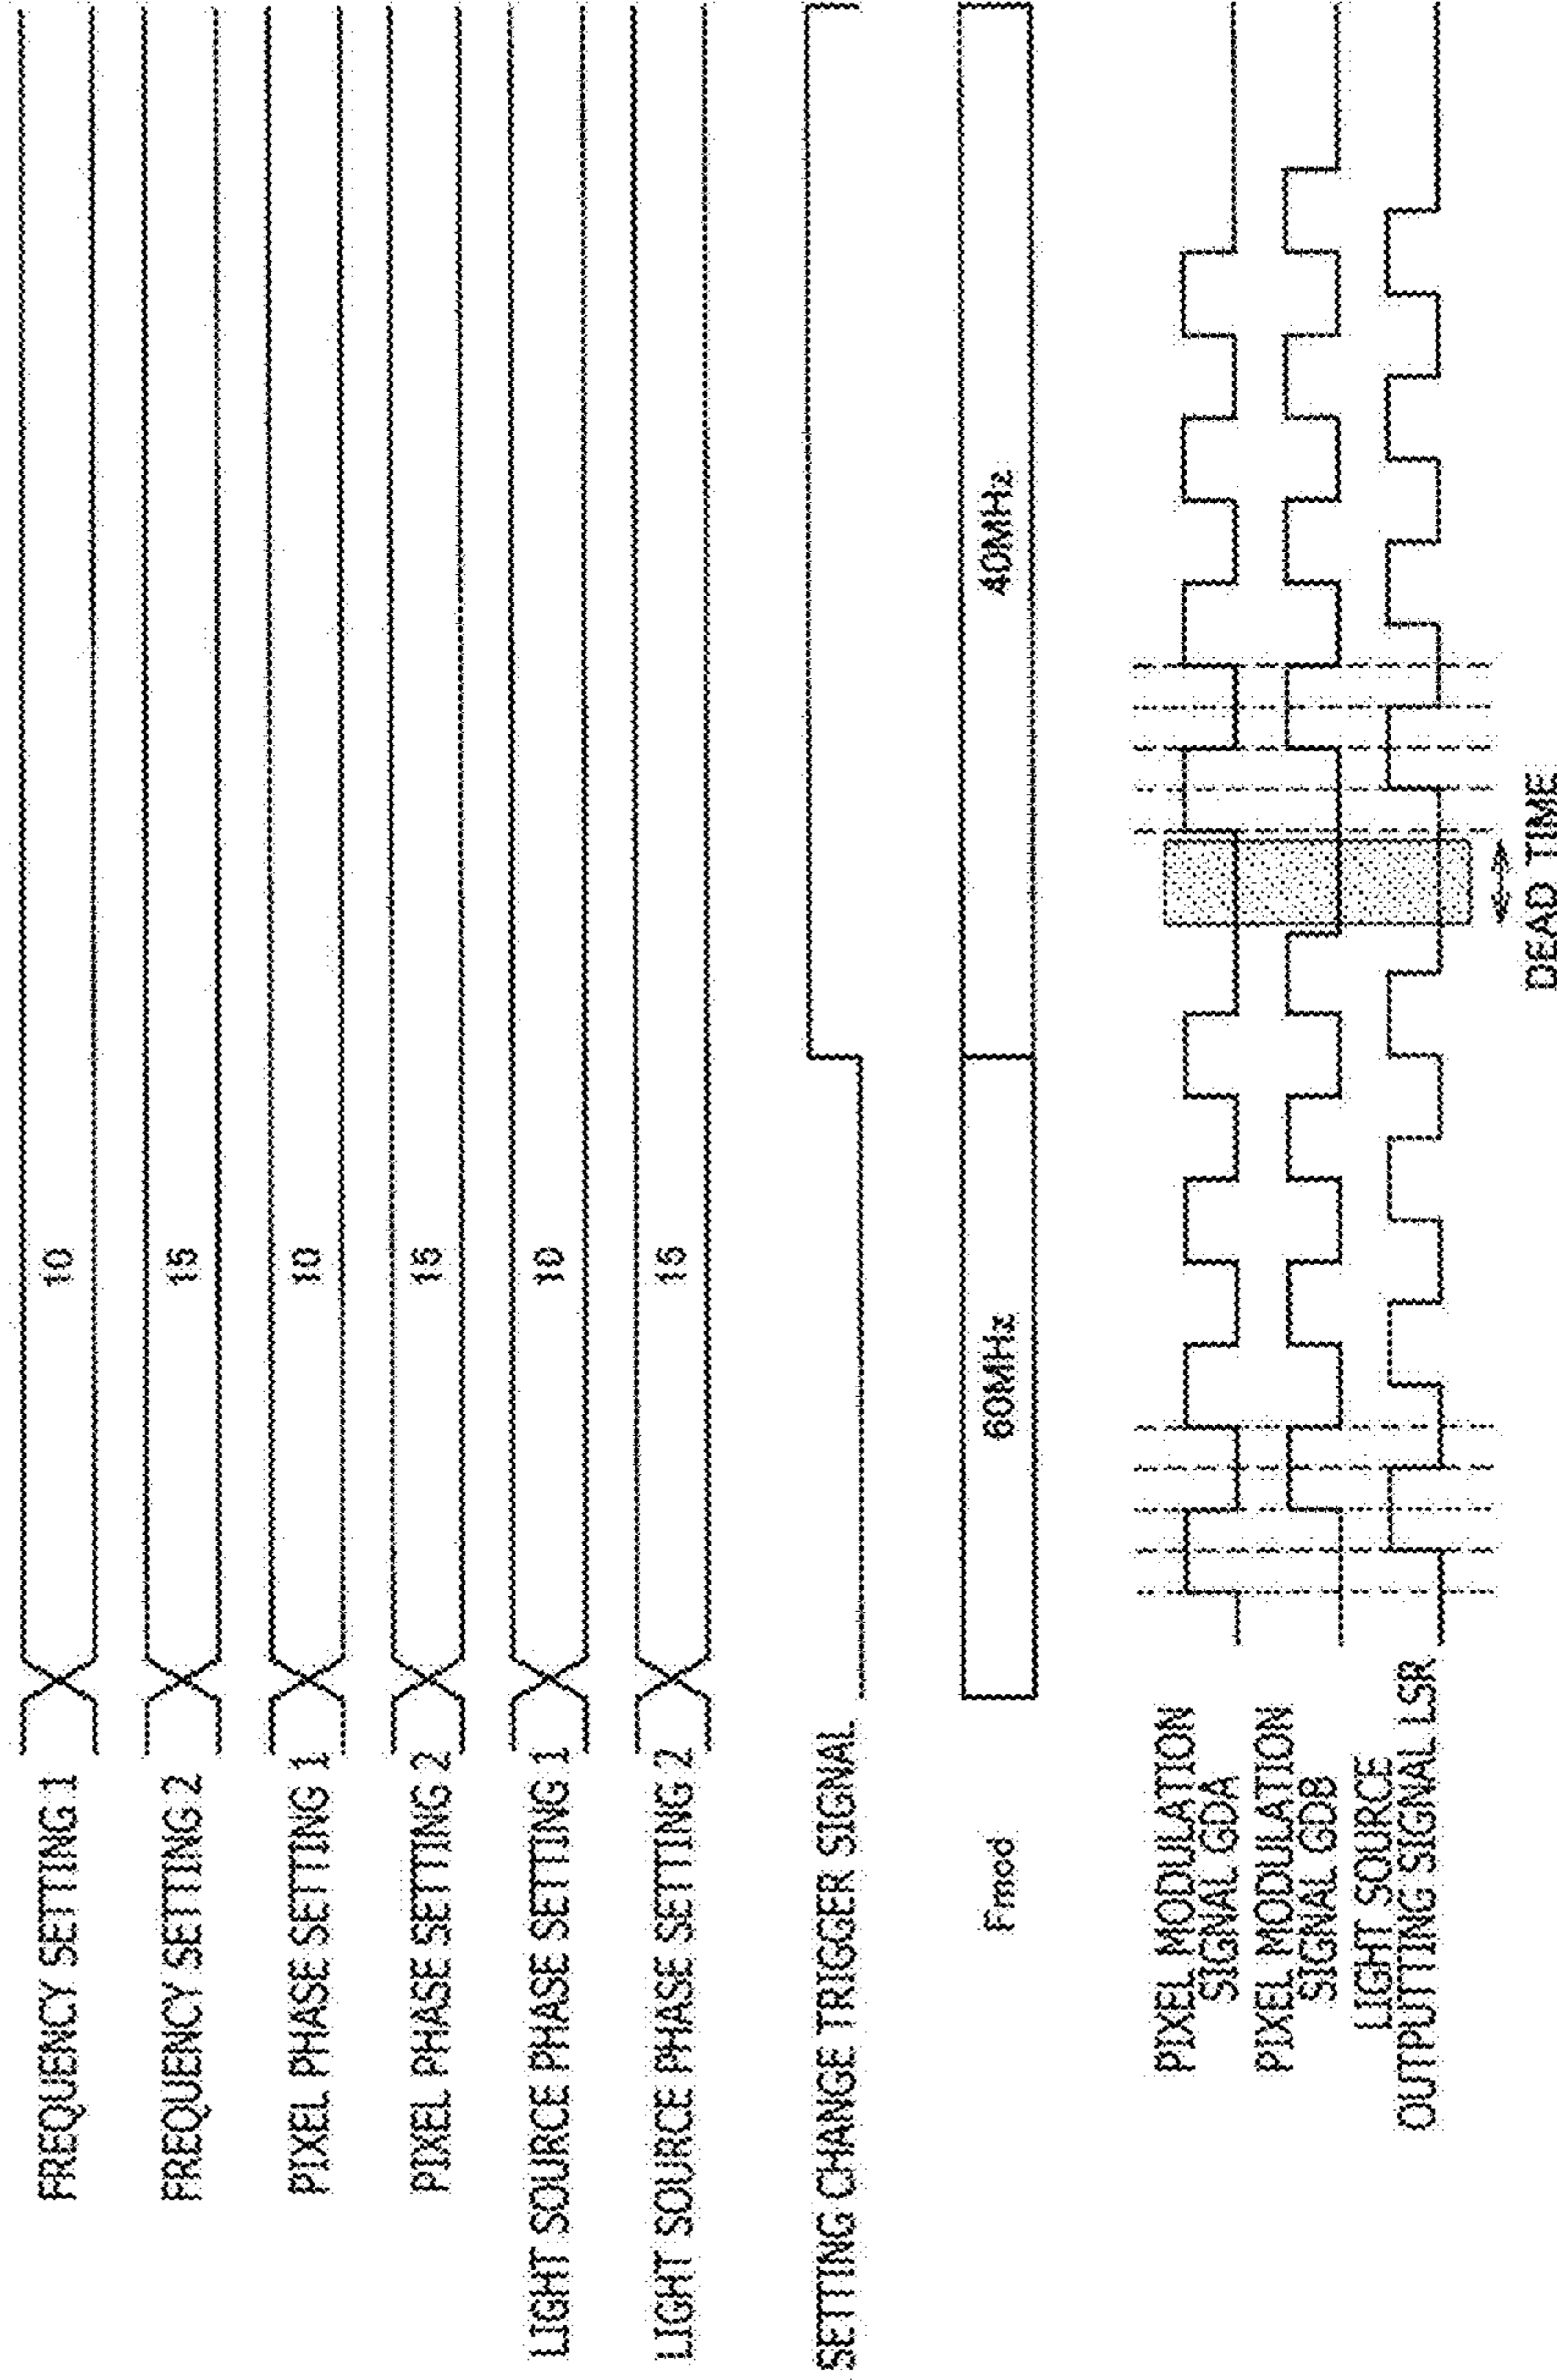 FREQUENCY SETTING 1
10
FREQUENCY SETTING 2
15
PIXEL PHASE SETTING 1
10
PIXEL PHASE SETTING 2
15
LIGHT SOURCE PHASE SETTING 1
10
LIGHT SOURCE PHASE SETTING 2
15
SETTING CHANGE TRIGGER SIGNAL
Fmod
60MHz
40MHz
PIXEL MODULATION
SIGNAL GDA
PIXEL MODULATION
SIGNAL GDB
LIGHT SOURCE
OUTPUTTING SIGNAL LSR
DEAD TIME